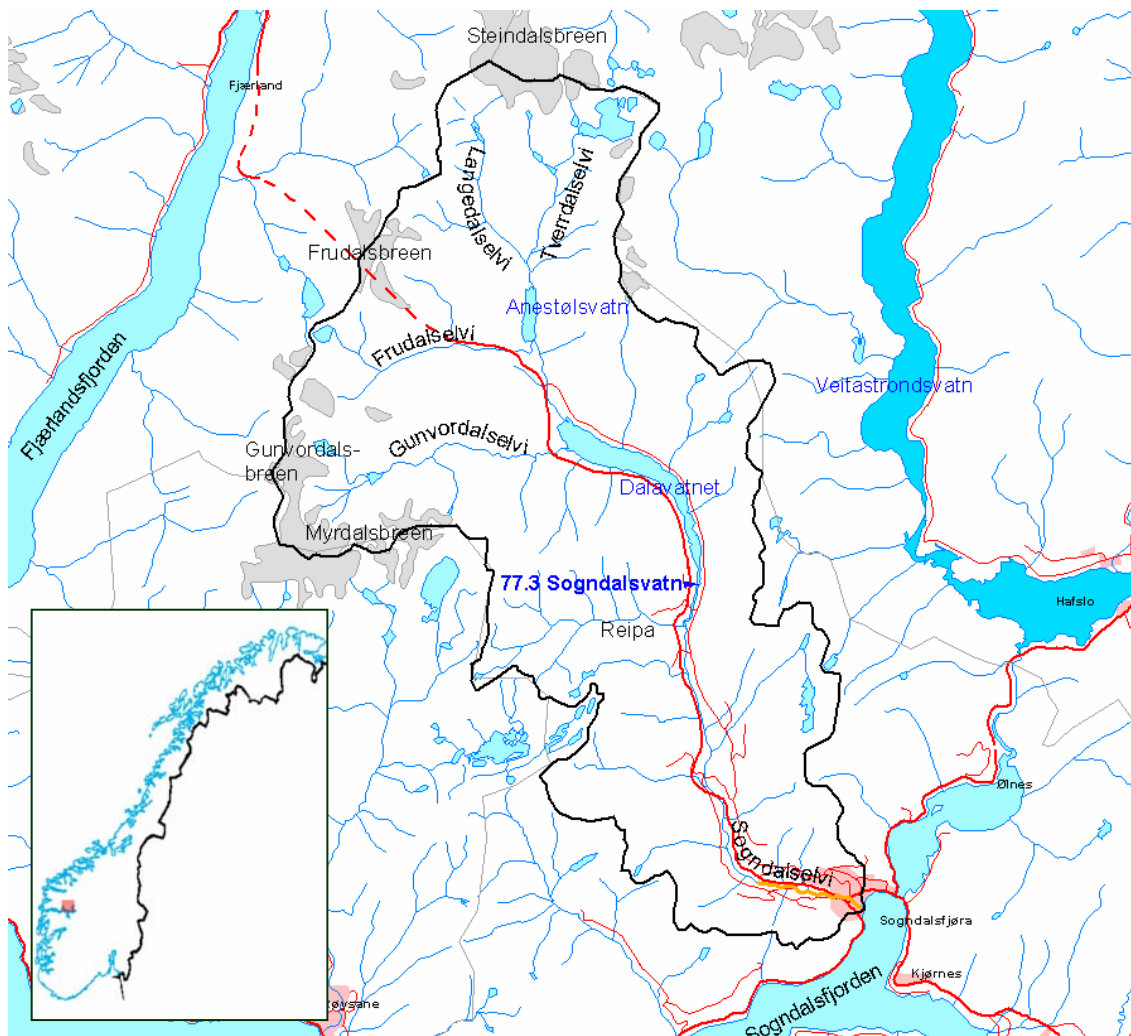 Steindalsbreen
Fjærland
Langedalselvi
Tverrdalselvi
Frudalsbreen
Anestølsvatn
Frudalselvi
Fjærlandsfjorden
Veitastrondsvatn
Gunvordals-
breen
Gunvordalselvi
Dalavatnet
Myrdalsbreen
77.3 Sogndalsvatn
Hafslo
Reipa
Ølnes
Sogndalselvi
Sogndalsfjøra
Kjørnes
Sogndalsfjorden